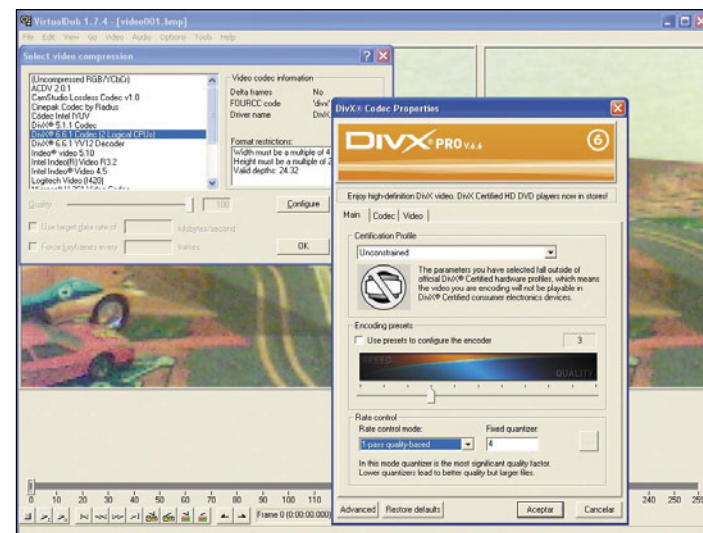 VirtualDub 1.7.4 - [video001.bmp]
File Edit View Go Video Audio Options Tools Help
Select video compression
(Uncompressed RGB/YCbCr)
ACDV 2.0.1
CamStudio Lossless Codec v1.0
Cinepak Codec by Radius
Códec Intel IYUV
DivX® 5.1.1 Codec
DivX® 6.6.1 Codec (2 Logical CPUs)
DivX® 6.6.1 YV12 Decoder
Indeo® video 5.10
Intel Indeo(R) Video R3.2
Intel Indeo® Video 4.5
Logitech Video (I420)
Video codec information
Delta frames No
FOURCC code 'divx'
Driver name DivX
Format restrictions:
Width must be a multiple of 4
Height must be a multiple of 2
Valid depths: 24 32
Quality 100 Configure
Use target data rate of kilobytes/second
Force keyframes every frames OK
DivX® Codec Properties
DIVX® PRO v.6.6
6
Enjoy high-definition DivX video. DivX Certified HD DVD players now in stores!
Main Codec Video
Certification Profile
Unconstrained
The parameters you have selected fall outside of
official DivX® Certified hardware profiles, which means
the video you are encoding will not be playable in
DivX® Certified consumer electronics devices.
Encoding presets
Use presets to configure the encoder 3
SPEED
QUALITY
Rate control
Rate control mode: Fixed quantizer:
1-pass quality-based 4
In this mode quantizer is the most significant quality factor.
Lower quantizers lead to better quality but larger files.
Advanced Restore defaults Aceptar Cancelar
0 10 20 30 40 50 60 70 80 90 100 110 240 250 255
Frame 0 (0:00:00.000)